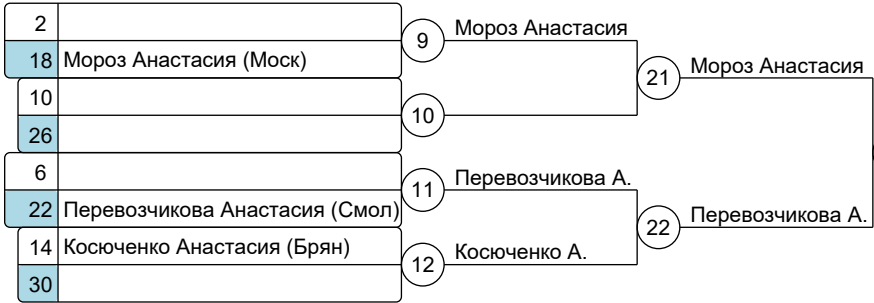 2
9
Мороз Анастасия
18 Мороз Анастасия (Моск)
21
Мороз Анастасия
10
10
26
6
11
Перевозчикова А.
22 Перевозчикова Анастасия (Смол)
22
Перевозчикова А.
14 Косюченко Анастасия (Брян)
12
Косюченко А.
30